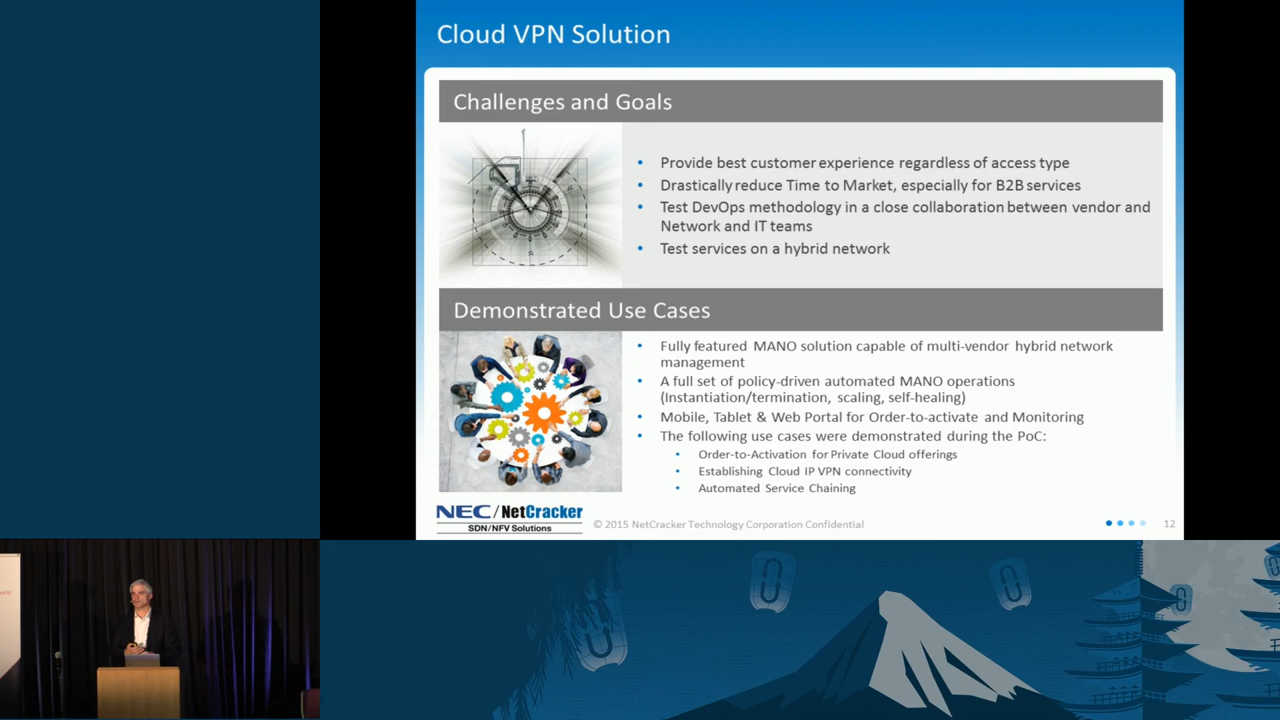 Cloud VPN Solution
Challenges and Goals
• Provide best customer experience regardless of access type
• Drastically reduce Time to Market, especially for B2B services
• Test DevOps methodology in a close collaboration between vendor and
Network and IT teams
• Test services on a hybrid network
Demonstrated Use Cases
• Fully featured MANO solution capable of multi-vendor hybrid network
management
• A full set of policy-driven automated MANO operations
(Instantiation/termination, scaling, self-healing)
• Mobile, Tablet & Web Portal for Order-to-activate and Monitoring
• The following use cases were demonstrated during the PoC:
• Order-to-Activation for Private Cloud offerings
• Establishing Cloud IP VPN connectivity
• Automated Service Chaining
NEC/NetCracker
SDN/NFV Solutions
© 2015 NetCracker Technology Corporation Confidential
12